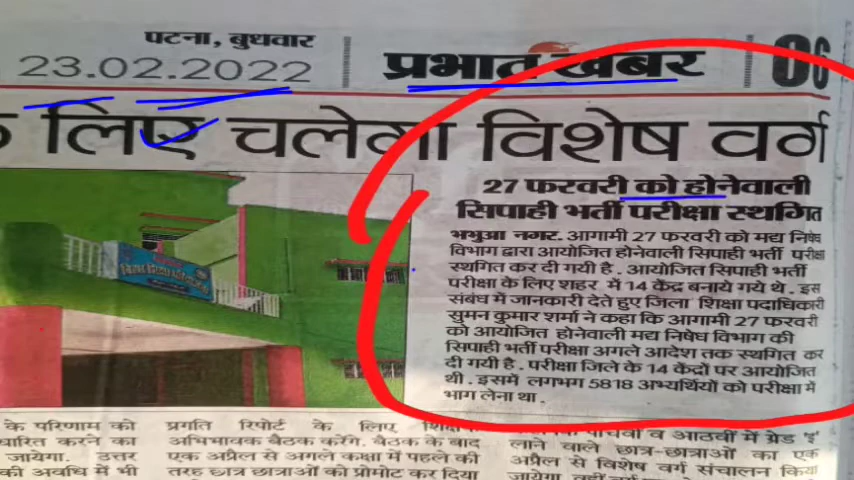 पटना, बुधवार
23.02.2022
प्रभात खबर
06
लिए चलेगा विशेष वर्ग
27 फरवरी को होनेवाली
सिपाही भर्ती परीक्षा स्थगित
भभुआ नगर. आगामी 27 फरवरी को मद्य निषेध
विभाग द्वारा आयोजित होनेवाली सिपाही भर्ती परीक्षा
स्थगित कर दी गयी है. आयोजित सिपाही भर्ती
परीक्षा के लिए शहर में 14 केंद्र बनाये गये थे. इस
संबंध में जानकारी देते हुए जिला शिक्षा पदाधिकारी
सुमन कुमार शर्मा ने कहा कि आगामी 27 फरवरी
को आयोजित होनेवाली मद्य निषेध विभाग की
सिपाही भर्ती परीक्षा अगले आदेश तक स्थगित कर
दी गयी है. परीक्षा जिले के 14 केंद्रों पर आयोजित
थी. इसमें लगभग 5818 अभ्यर्थियों को परीक्षा में
भाग लेना था.
के परिणाम को
धारित करने का
जायेगा. उत्तर
की अवधि में भी
प्रगति रिपोर्ट के लिए
अभिभावक बैठक करेंगे. बैठक के बाद
एक अप्रैल से अगले कक्षा में पहले की
तरह छात्र छात्राओं को प्रोमोट कर दिया
पांचवीं व आठवीं में ग्रेड 'इ'
लाने वाले छात्र-छात्राओं का एक
अप्रैल से विशेष वर्ग संचालन किया